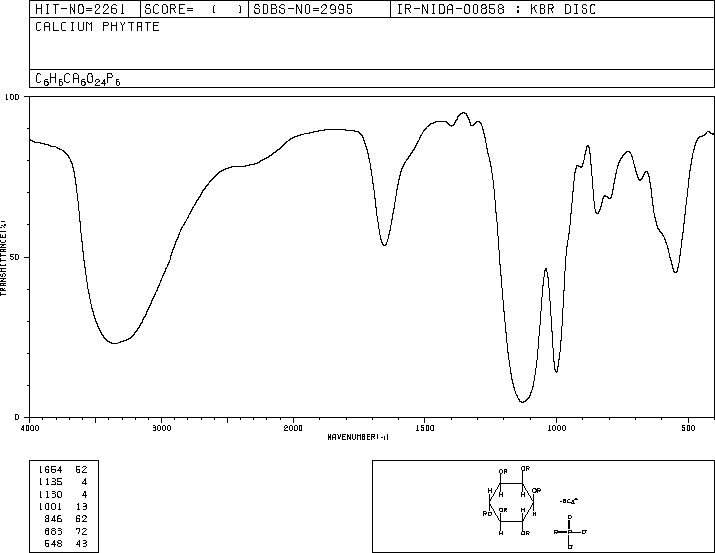 HIT-NO=2261 SCORE= ( ) SDBS-NO=2995 IR-NIDA-00858 : KBR DISC
CALCIUM PHYTATE
C6H6CA6O24P6
100
50
0
TRANSMITTANCE(%)
4000 3000 2000 1500 1000 500
WAVENUMBER(-1)
1654 52
1135 4
1130 4
1001 13
846 62
683 72
548 43
OR
OR
H H
H OR
H OR
RO H
OR H
H
O
R P O-
O-